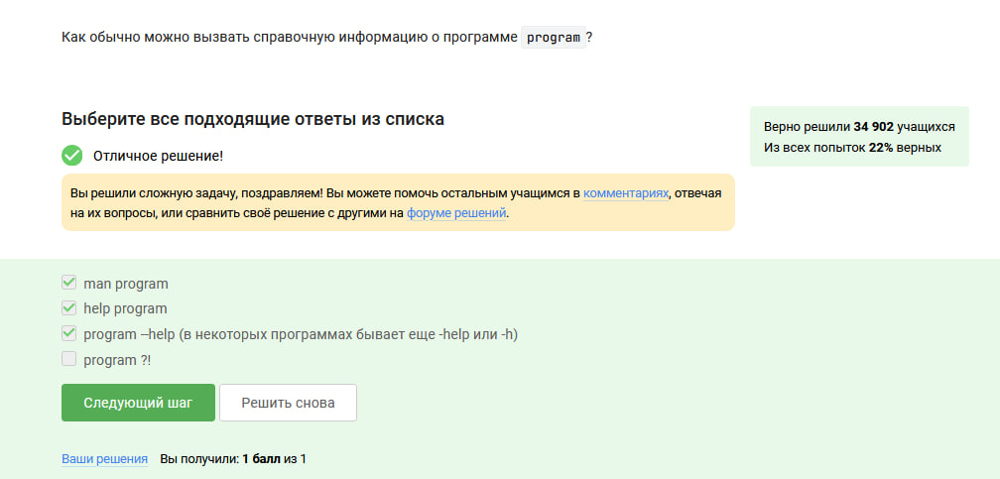 Как обычно можно вызвать справочную информацию о программе program?
Выберите все подходящие ответы из списка
Верно решили 34 902 учащихся
Из всех попыток 22% верных
Отличное решение!
Вы решили сложную задачу, поздравляем! Вы можете помочь остальным учащимся в комментариях, отвечая
на их вопросы, или сравнить своё решение с другими на форуме решений.
man program
help program
program –help (в некоторых программах бывает еще -help или -h)
program ?!
Следующий шаг
Решить снова
Ваши решения
Вы получили: 1 балл из 1